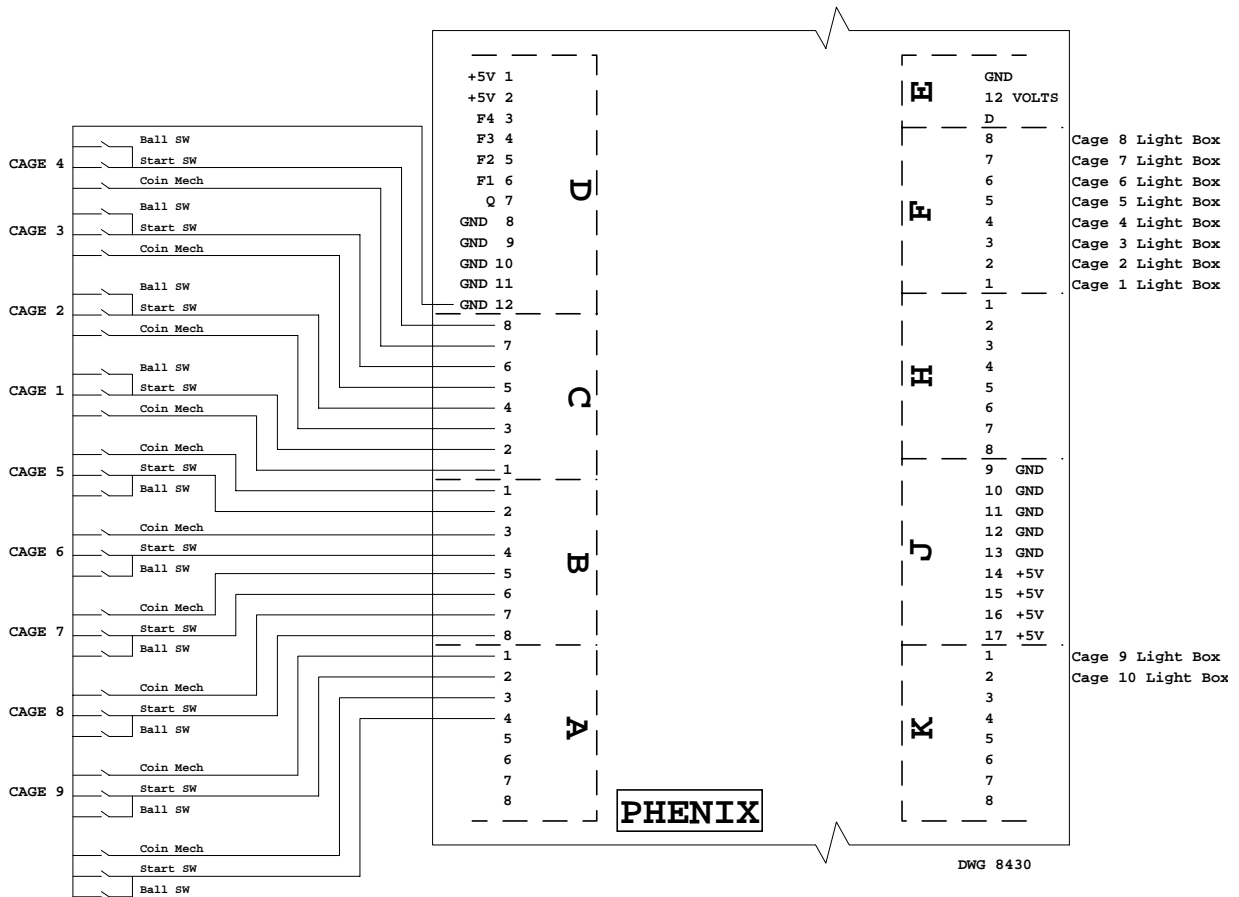 CAGE 4
Ball SW
Start SW
Coin Mech
CAGE 3
Ball SW
Start SW
Coin Mech
CAGE 2
Ball SW
Start SW
Coin Mech
CAGE 1
Ball SW
Start SW
Coin Mech
CAGE 5
Coin Mech
Start SW
Ball SW
CAGE 6
Coin Mech
Start SW
Ball SW
CAGE 7
Coin Mech
Start SW
Ball SW
CAGE 8
Coin Mech
Start SW
Ball SW
CAGE 9
Coin Mech
Start SW
Ball SW
Coin Mech
Start SW
Ball SW
D
+5V 1
+5V 2
F4 3
F3 4
F2 5
F1 6
Q 7
GND 8
GND 9
GND 10
GND 11
GND 12
C
8
7
6
5
4
3
2
1
B
1
2
3
4
5
6
7
8
A
1
2
3
4
5
6
7
8
PHENIX
E
GND
12 VOLTS
D
F
8 Cage 8 Light Box
7 Cage 7 Light Box
6 Cage 6 Light Box
5 Cage 5 Light Box
4 Cage 4 Light Box
3 Cage 3 Light Box
2 Cage 2 Light Box
1 Cage 1 Light Box
H
1
2
3
4
5
6
7
8
J
9 GND
10 GND
11 GND
12 GND
13 GND
14 +5V
15 +5V
16 +5V
17 +5V
K
1 Cage 9 Light Box
2 Cage 10 Light Box
3
4
5
6
7
8
DWG 8430